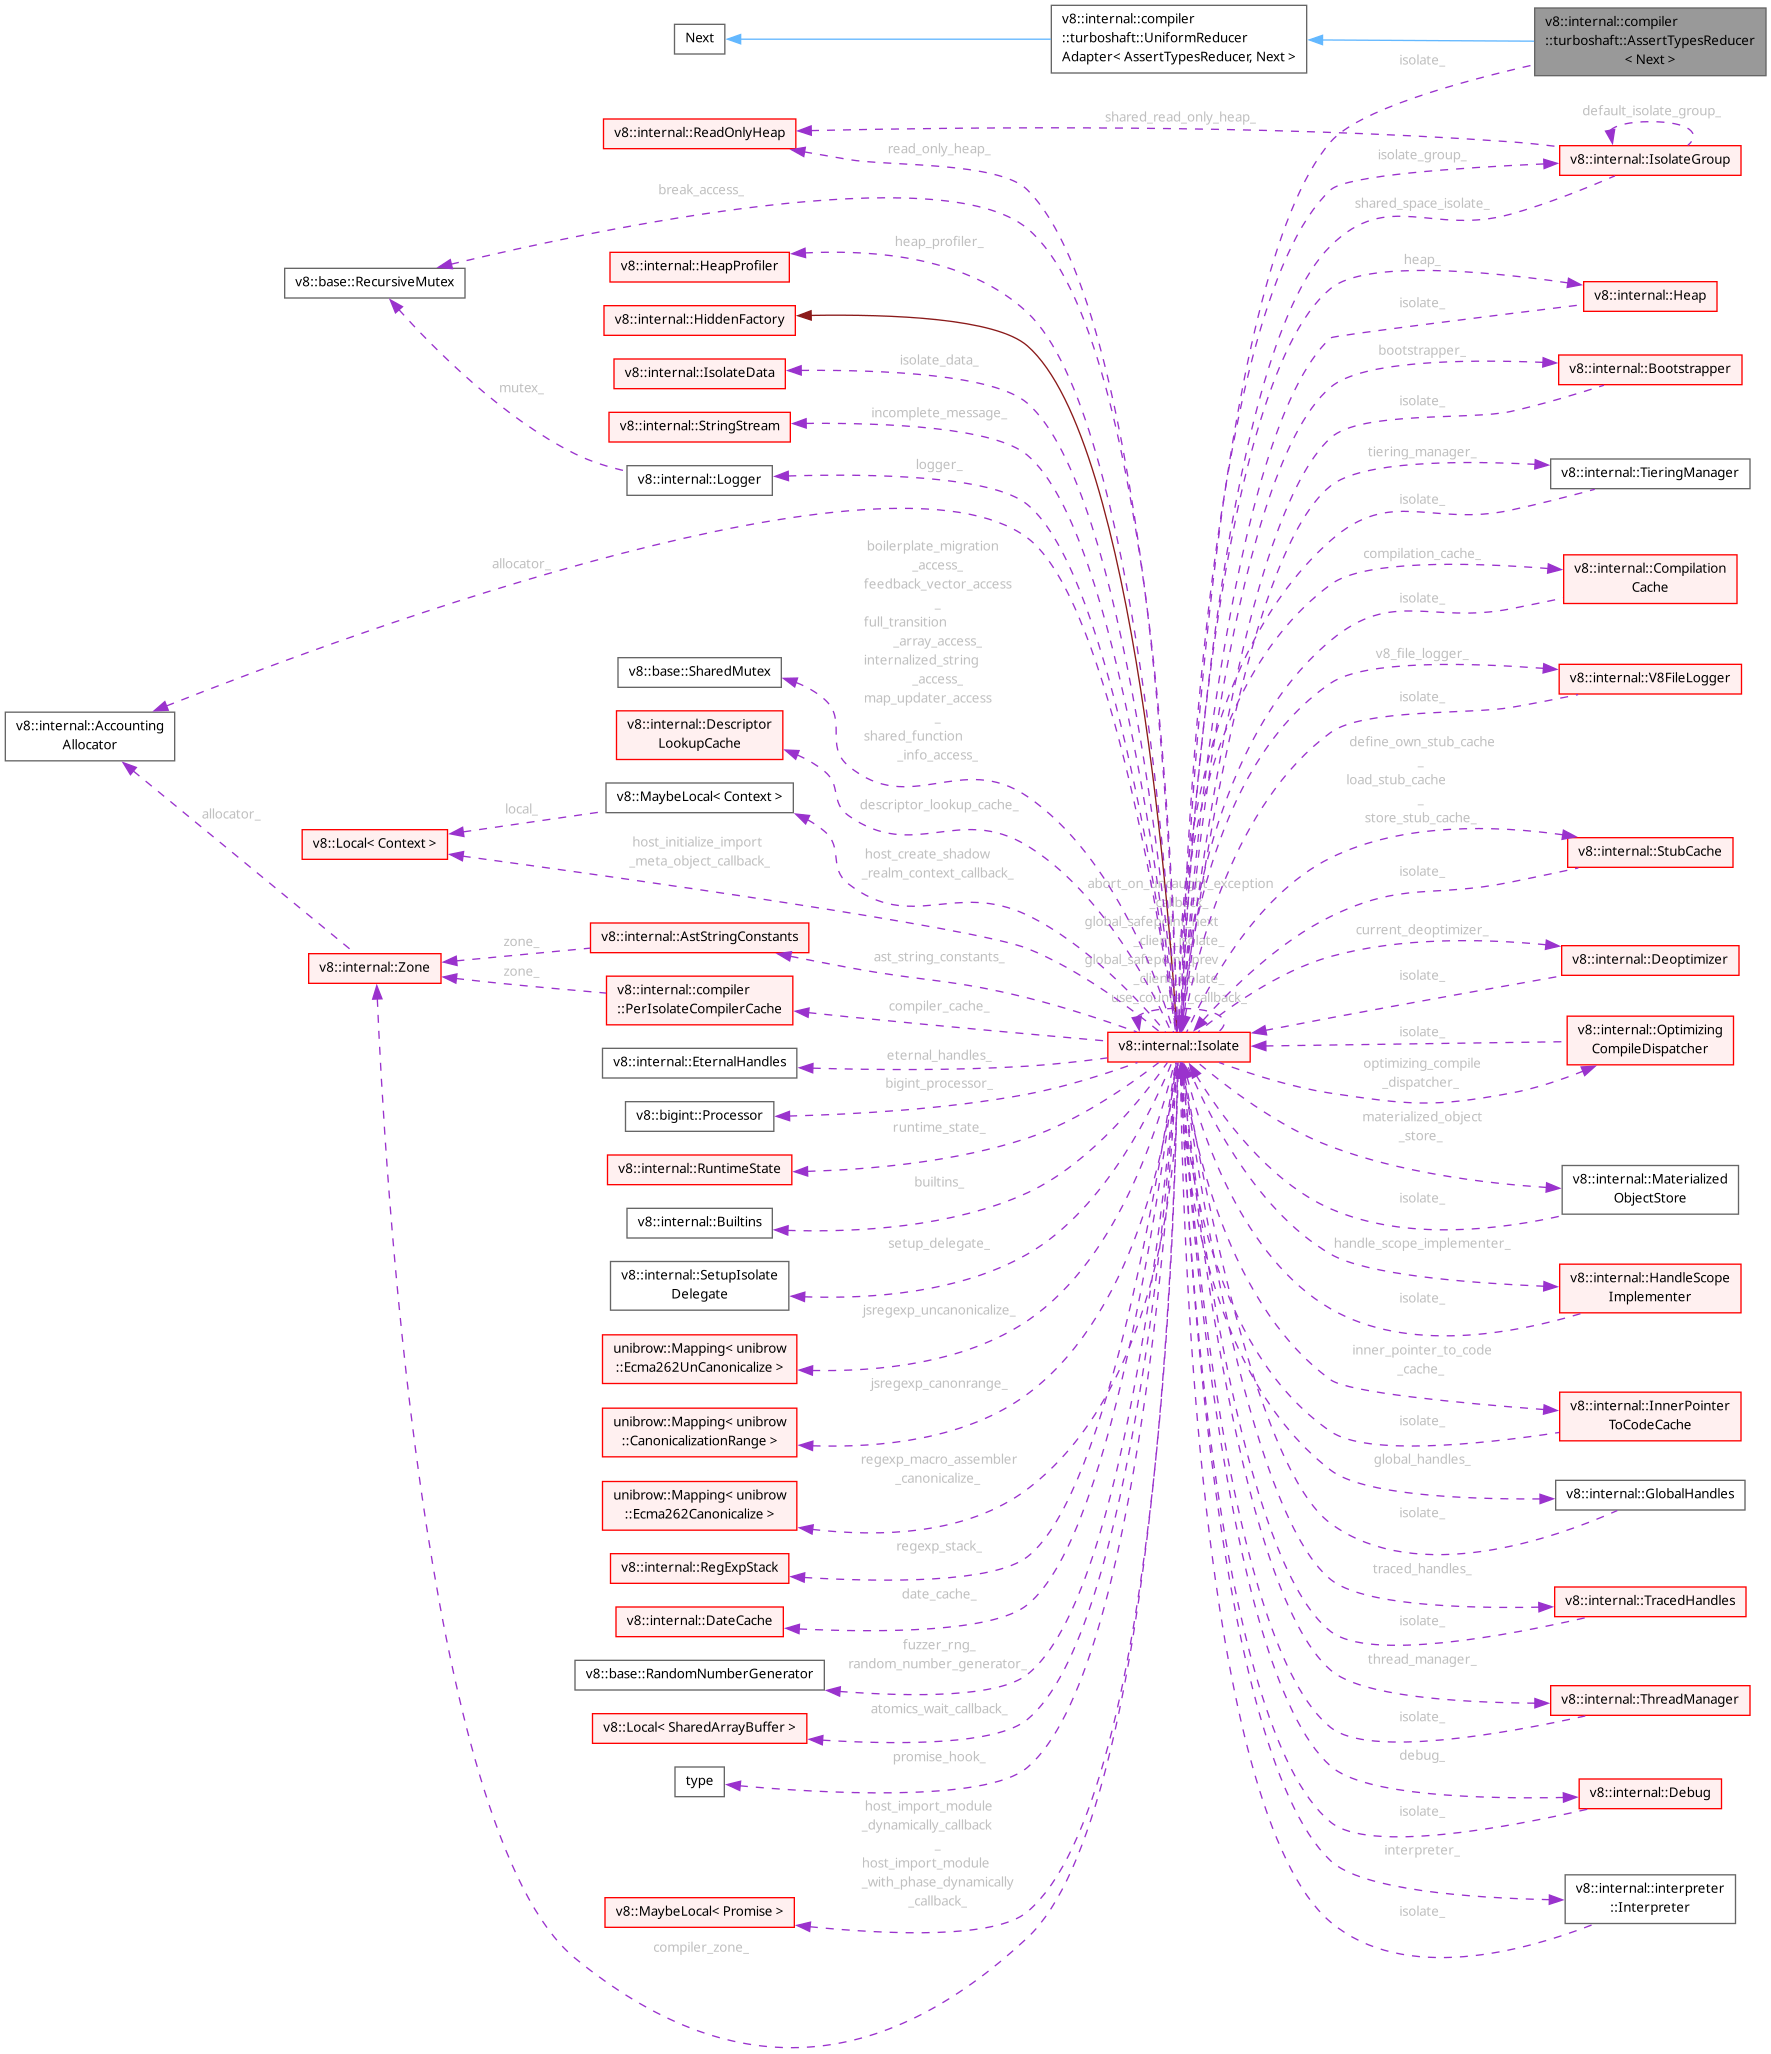 Next
v8::internal::compiler
::turboshaft::UniformReducer
Adapter< AssertTypesReducer, Next >
v8::internal::compiler
::turboshaft::AssertTypesReducer
< Next >
isolate_
v8::internal::ReadOnlyHeap
shared_read_only_heap_
read_only_heap_
default_isolate_group_
isolate_group_
v8::internal::IsolateGroup
shared_space_isolate_
break_access_
v8::base::RecursiveMutex
heap_profiler_
v8::internal::HeapProfiler
heap_
v8::internal::Heap
isolate_
v8::internal::HiddenFactory
isolate_data_
v8::internal::IsolateData
bootstrapper_
v8::internal::Bootstrapper
isolate_
mutex_
incomplete_message_
v8::internal::StringStream
logger_
v8::internal::Logger
tiering_manager_
v8::internal::TieringManager
isolate_
allocator_
compilation_cache_
v8::internal::Compilation
Cache
isolate_
boilerplate_migration
_access_
feedback_vector_access
_
full_transition
_array_access_
internalized_string
_access_
map_updater_access
_
shared_function
_info_access_
v8::base::SharedMutex
v8_file_logger_
v8::internal::V8FileLogger
isolate_
v8::internal::Accounting
Allocator
v8::internal::Descriptor
LookupCache
descriptor_lookup_cache_
define_own_stub_cache
_
load_stub_cache
_
store_stub_cache_
v8::internal::StubCache
isolate_
allocator_
local_
v8::MaybeLocal< Context >
v8::Local< Context >
host_initialize_import
_meta_object_callback_
host_create_shadow
_realm_context_callback_
global_safepoint_prev
v8::internal::Zone
zone_
zone_
v8::internal::AstStringConstants
ast_string_constants_
v8::internal::compiler
::PerIsolateCompilerCache
compiler_cache_
current_deoptimizer_
v8::internal::Deoptimizer
isolate_
v8::internal::Isolate
isolate_
v8::internal::Optimizing
CompileDispatcher
optimizing_compile
_dispatcher_
v8::internal::EternalHandles
eternal_handles_
v8::bigint::Processor
bigint_processor_
v8::internal::RuntimeState
runtime_state_
materialized_object
_store_
v8::internal::Materialized
ObjectStore
isolate_
v8::internal::Builtins
builtins_
v8::internal::SetupIsolate
Delegate
setup_delegate_
handle_scope_implementer_
v8::internal::HandleScope
Implementer
isolate_
unibrow::Mapping< unibrow
::Ecma262UnCanonicalize >
jsregexp_uncanonicalize_
inner_pointer_to_code
_cache_
v8::internal::InnerPointer
ToCodeCache
isolate_
unibrow::Mapping< unibrow
::CanonicalizationRange >
jsregexp_canonrange_
global_handles_
v8::internal::GlobalHandles
isolate_
unibrow::Mapping< unibrow
::Ecma262Canonicalize >
regexp_macro_assembler
_canonicalize_
v8::internal::RegExpStack
regexp_stack_
traced_handles_
v8::internal::TracedHandles
isolate_
v8::internal::DateCache
date_cache_
v8::base::RandomNumberGenerator
fuzzer_rng_
random_number_generator_
thread_manager_
v8::internal::ThreadManager
isolate_
v8::Local< SharedArrayBuffer >
atomics_wait_callback_
type
promise_hook_
debug_
v8::internal::Debug
isolate_
host_import_module
_dynamically_callback
_
host_import_module
_with_phase_dynamically
_callback_
v8::MaybeLocal< Promise >
interpreter_
v8::internal::interpreter
::Interpreter
isolate_
compiler_zone_